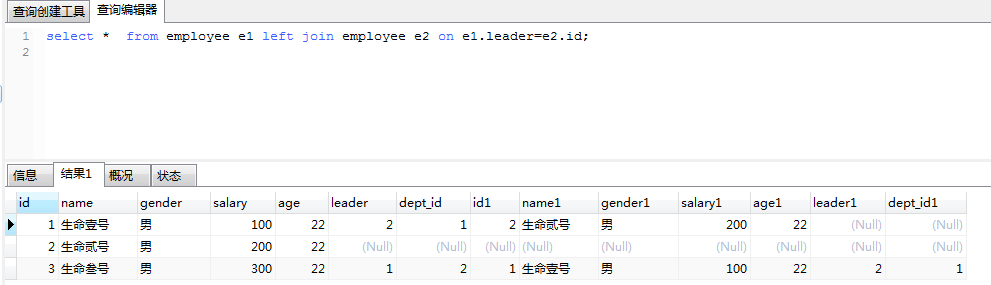 查询创建工具 查询编辑器
1 select * from employee e1 left join employee e2 on e1.leader=e2.id;
2
信息 结果1 概况 状态
id name gender salary age leader dept_id id1 name1 gender1 salary1 age1 leader1 dept_id1
1 生命壹号 男 100 22 2 1 2 生命贰号 男 200 22 (Null) (Null)
2 生命贰号 男 200 22 (Null) (Null) (Null) (Null) (Null) (Null) (Null) (Null) (Null)
3 生命叁号 男 300 22 1 2 1 生命壹号 男 100 22 2 1